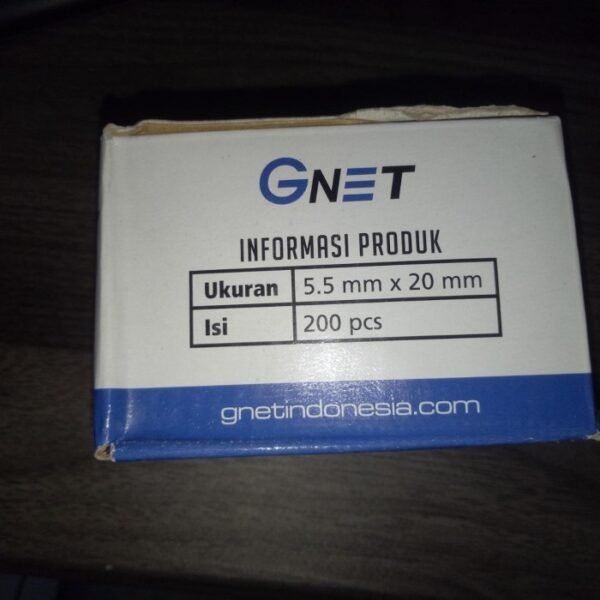 GNET
INFORMASI PRODUK
Ukuran 5.5 mm x 20 mm
Isi 200 pcs
gnetindonesia.com